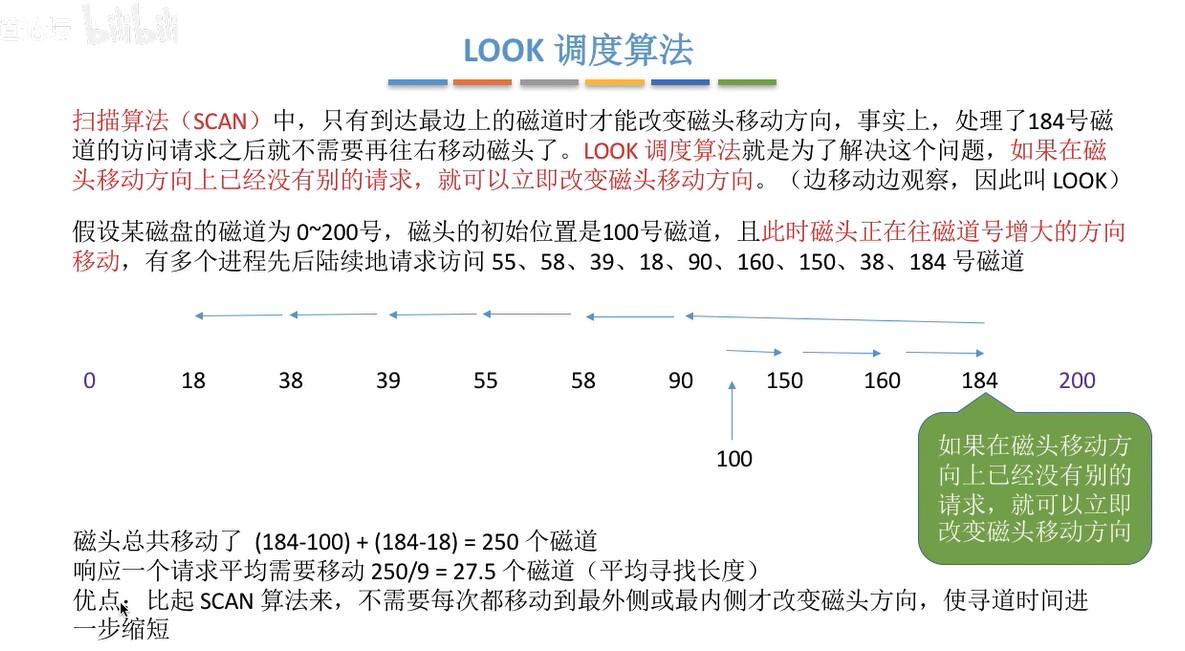 道论坛 bilibili
LOOK 调度算法
扫描算法（SCAN）中，只有到达最边上的磁道时才能改变磁头移动方向，事实上，处理了184号磁
道的访问请求之后就不需要再往右移动磁头了。LOOK 调度算法就是为了解决这个问题，如果在磁
头移动方向上已经没有别的请求，就可以立即改变磁头移动方向。（边移动边观察，因此叫 LOOK）
假设某磁盘的磁道为 0~200号，磁头的初始位置是100号磁道，且此时磁头正在往磁道号增大的方向
移动，有多个进程先后陆续地请求访问 55、58、39、18、90、160、150、38、184 号磁道
0 18 38 39 55 58 90 150 160 184 200
100
如果在磁头移动方
向上已经没有别的
请求，就可以立即
改变磁头移动方向
磁头总共移动了 (184-100) + (184-18) = 250 个磁道
响应一个请求平均需要移动 250/9 = 27.5 个磁道（平均寻找长度）
优点：比起 SCAN 算法来，不需要每次都移动到最外侧或最内侧才改变磁头方向，使寻道时间进
一步缩短